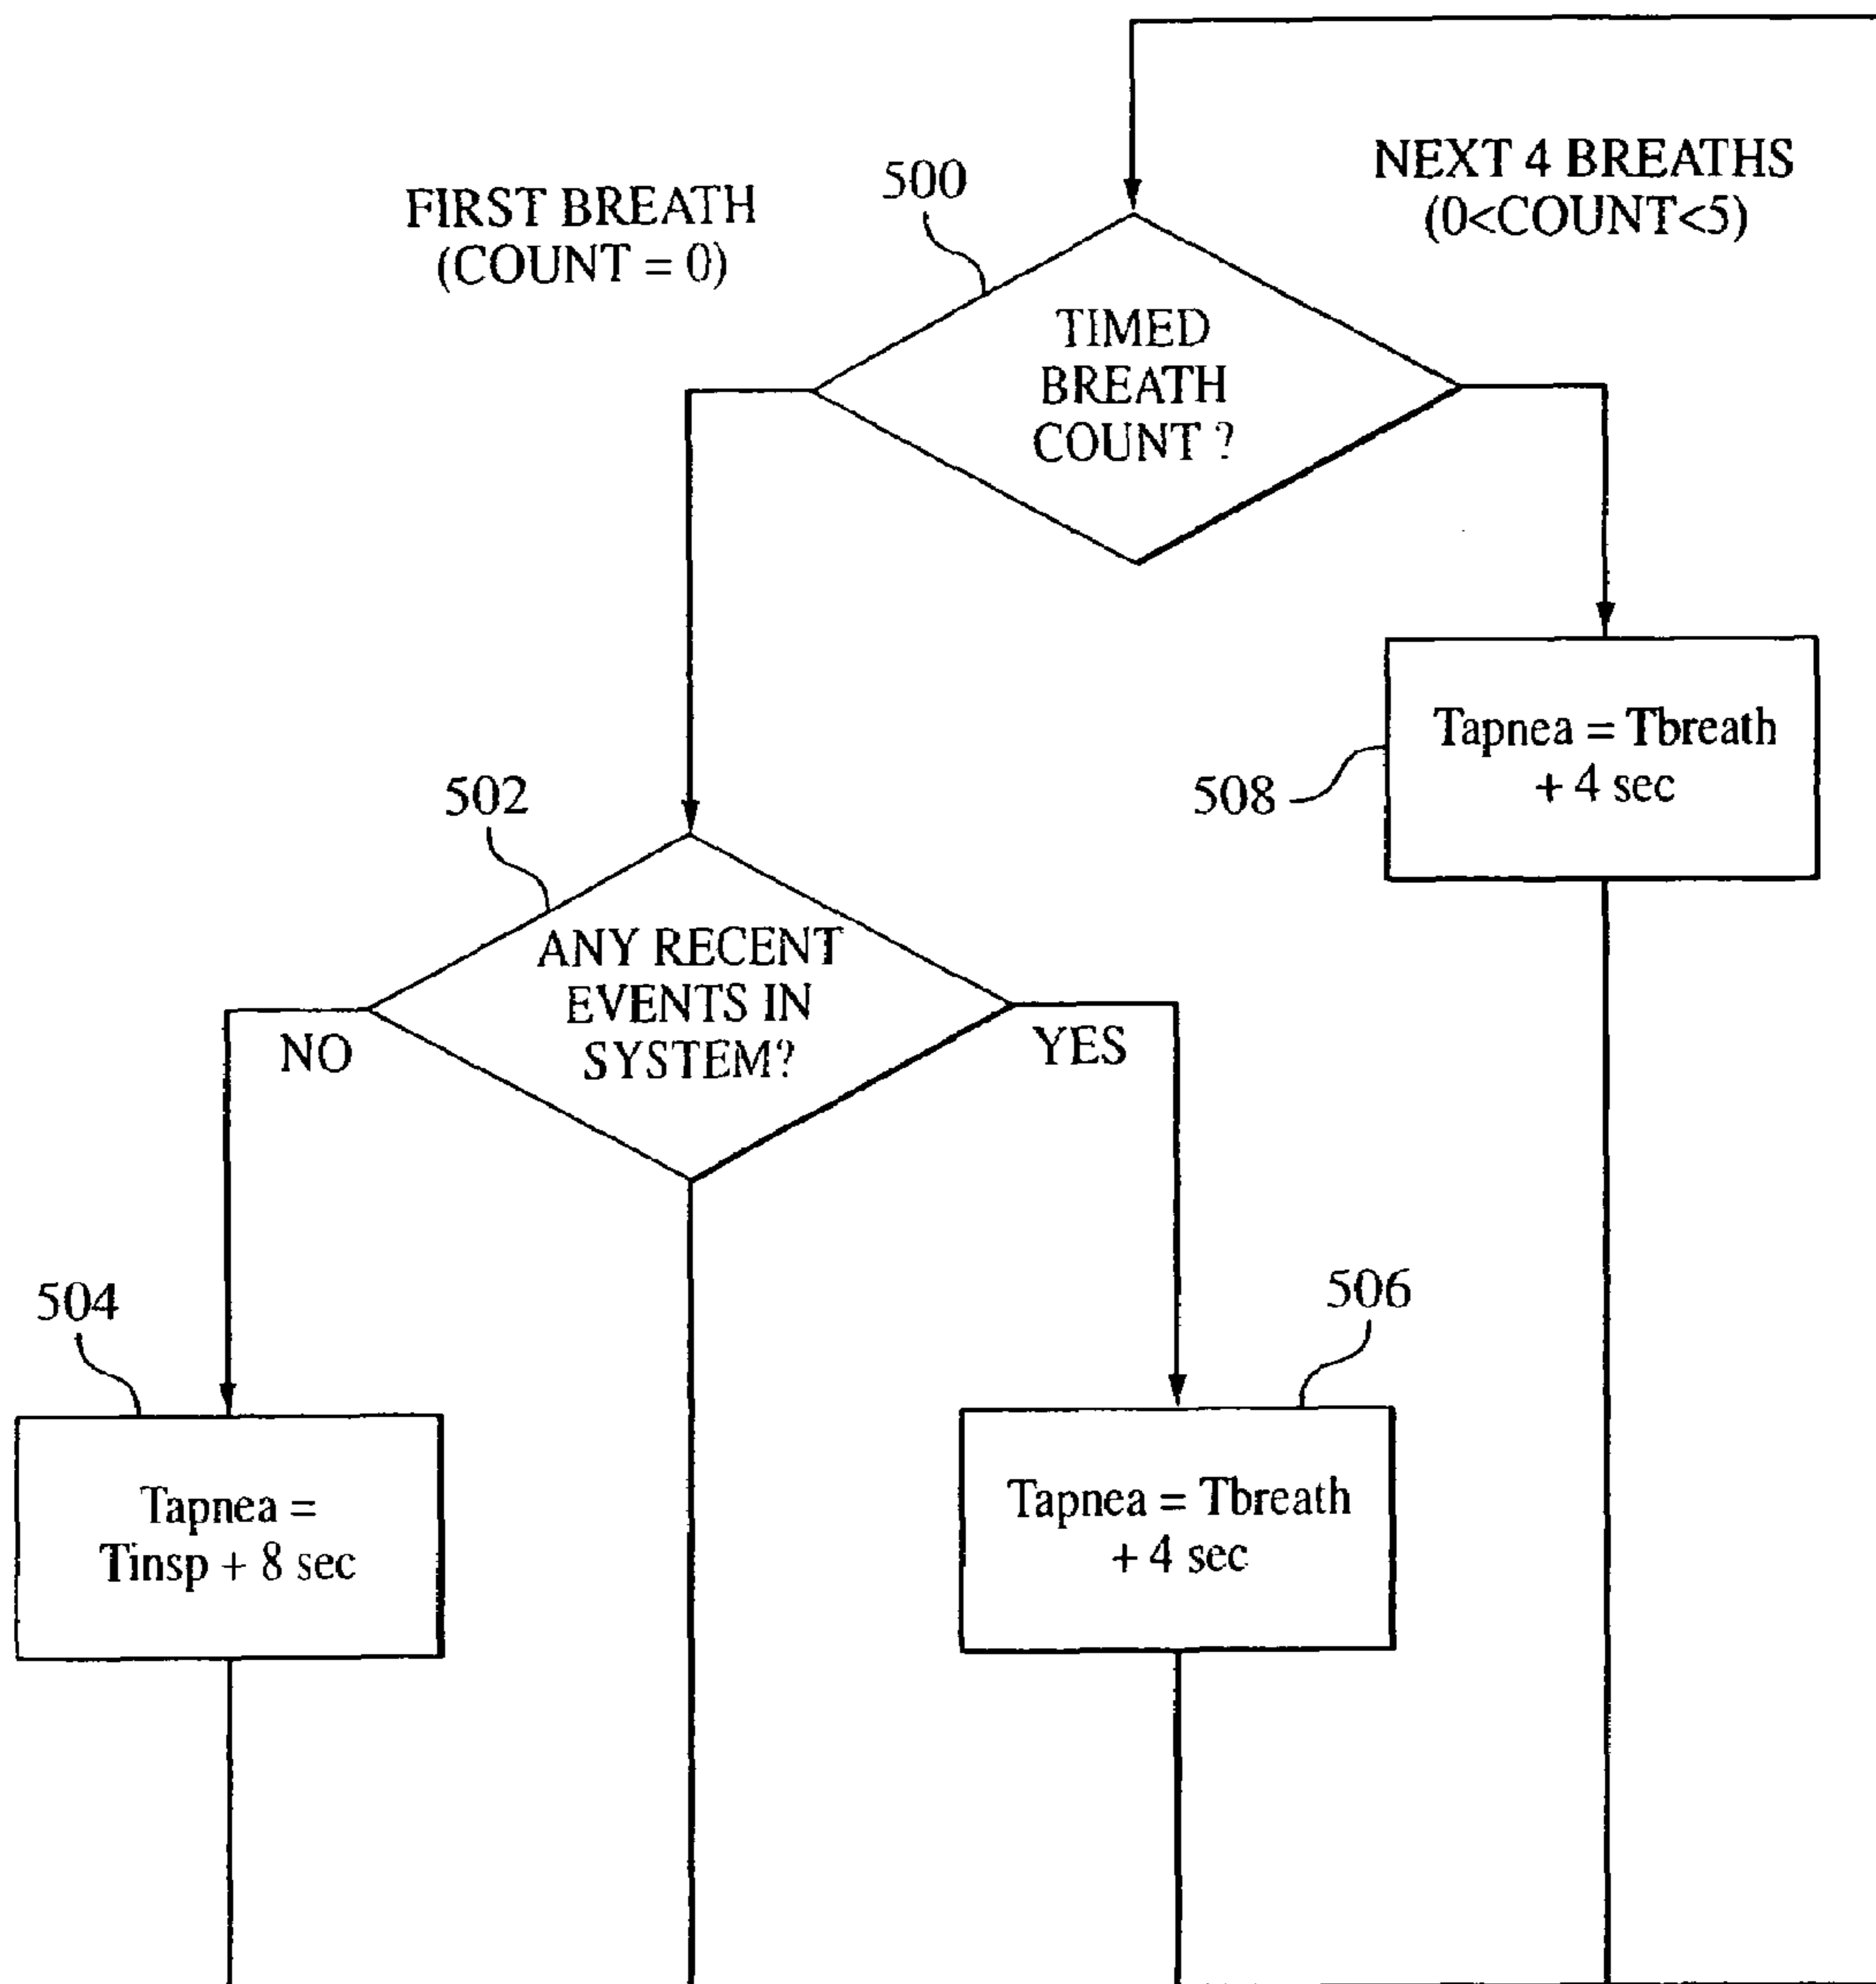 NEXT 4 BREATHS
(0<COUNT<5)
500
FIRST BREATH
(COUNT = 0)
TIMED
BREATH
COUNT ?
Tapnea = Tbreath
+ 4 sec
508
502
ANY RECENT
EVENTS IN
SYSTEM?
NO
YES
504
506
Tapnea =
Tinsp + 8 sec
Tapnea = Tbreath
+ 4 sec